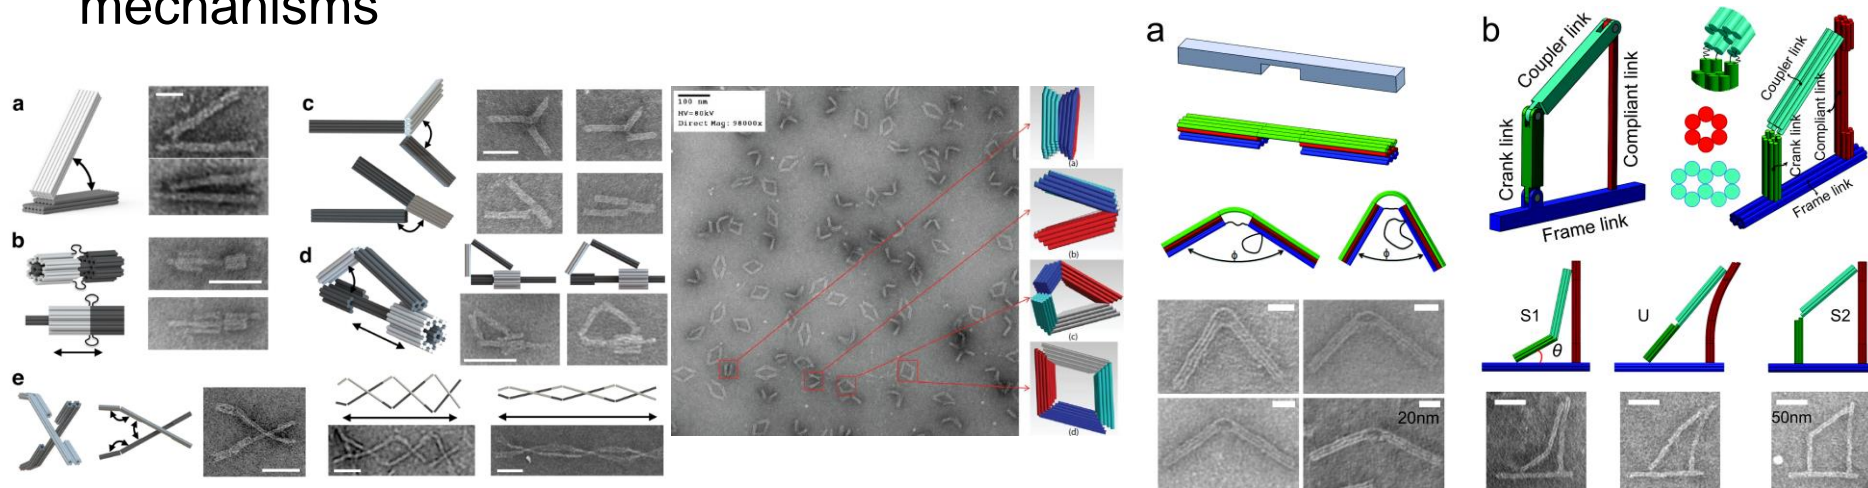 mechanisms
a
b
c
d
e
100 nm
HV=80kV
Direct Mag: 98000x
(a)
(b)
(c)
(d)
a
ϕ
ϕ
20nm
b
Coupler link
Crank link
Compliant link
Frame link
Coupler link
Crank link
Compliant link
Frame link
S1
θ
U
S2
50nm